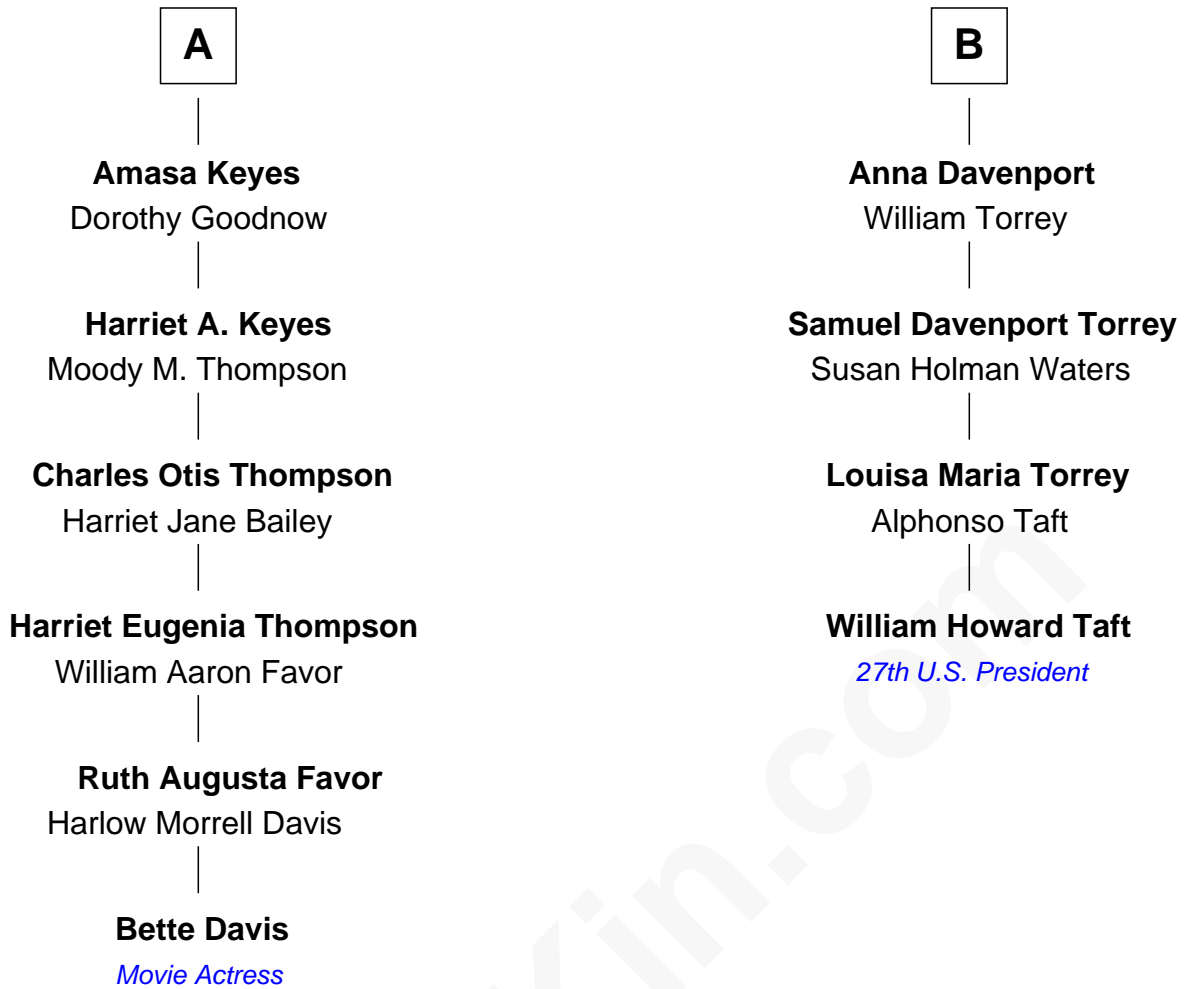 A
Amasa Keyes
Dorothy Goodnow
Harriet A. Keyes
Moody M. Thompson
Charles Otis Thompson
Harriet Jane Bailey
Harriet Eugenia Thompson
William Aaron Favor
Ruth Augusta Favor
Harlow Morrell Davis
Bette Davis
Movie Actress
B
Anna Davenport
William Torrey
Samuel Davenport Torrey
Susan Holman Waters
Louisa Maria Torrey
Alphonso Taft
William Howard Taft
27th U.S. President
Kin.com